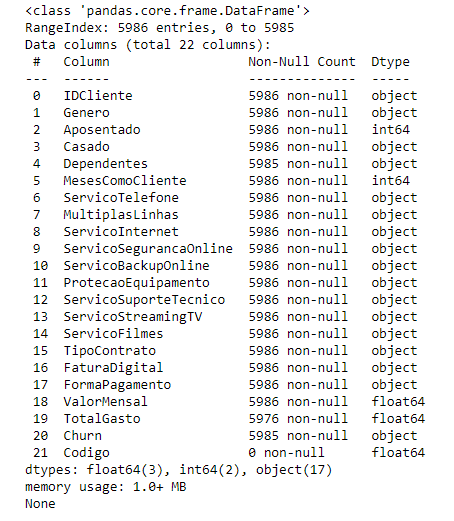 <class 'pandas.core.frame.DataFrame'>
RangeIndex: 5986 entries, 0 to 5985
Data columns (total 22 columns):
 #   Column                  Non-Null Count  Dtype
---  ------                  --------------  -----
 0   IDCliente               5986 non-null   object
 1   Genero                  5986 non-null   object
 2   Aposentado              5986 non-null   int64
 3   Casado                  5986 non-null   object
 4   Dependentes             5985 non-null   object
 5   MesesComoCliente        5986 non-null   int64
 6   ServicoTelefone         5986 non-null   object
 7   MultiplasLinhas         5986 non-null   object
 8   ServicoInternet         5986 non-null   object
 9   ServicoSegurancaOnline  5986 non-null   object
 10  ServicoBackupOnline     5986 non-null   object
 11  ProtecaoEquipamento     5986 non-null   object
 12  ServicoSuporteTecnico   5986 non-null   object
 13  ServicoStreamingTV      5986 non-null   object
 14  ServicoFilmes           5986 non-null   object
 15  TipoContrato            5986 non-null   object
 16  FaturaDigital           5986 non-null   object
 17  FormaPagamento          5986 non-null   object
 18  ValorMensal             5986 non-null   float64
 19  TotalGasto              5976 non-null   float64
 20  Churn                   5985 non-null   object
 21  Codigo                  0 non-null      float64
dtypes: float64(3), int64(2), object(17)
memory usage: 1.0+ MB
None